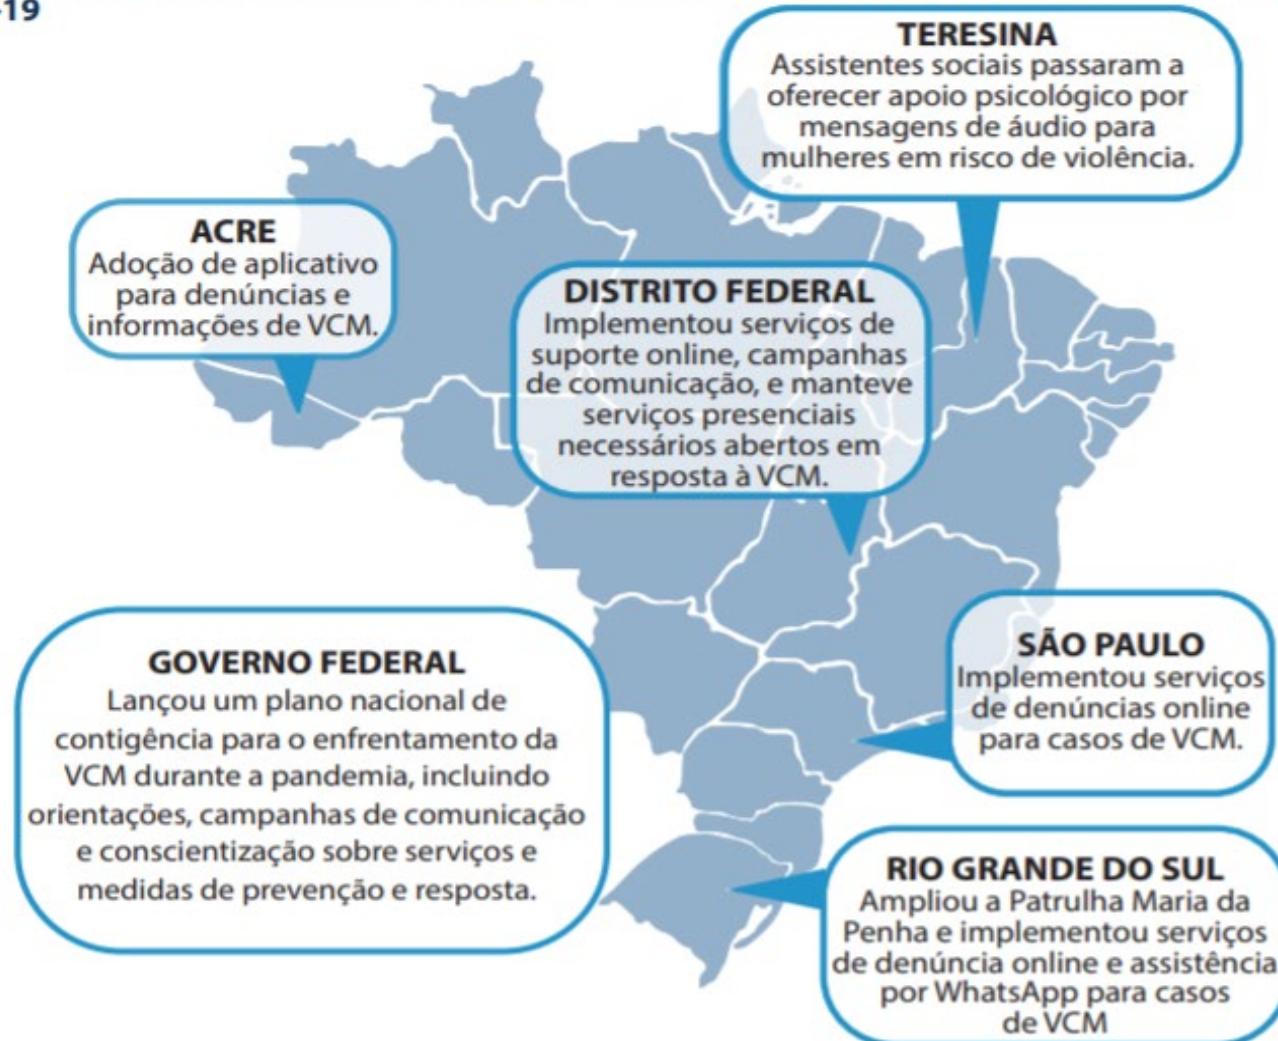 -19
TERESINA
Assistentes sociais passaram a
oferecer apoio psicológico por
mensagens de áudio para
mulheres em risco de violência.
ACRE
Adoção de aplicativo
para denúncias e
informações de VCM.
DISTRITO FEDERAL
Implementou serviços de
suporte online, campanhas
de comunicação, e manteve
serviços presenciais
necessários abertos em
resposta à VCM.
GOVERNO FEDERAL
Lançou um plano nacional de
contigência para o enfrentamento da
VCM durante a pandemia, incluindo
orientações, campanhas de comunicação
e conscientização sobre serviços e
medidas de prevenção e resposta.
SÃO PAULO
Implementou serviços
de denúncias online
para casos de VCM.
RIO GRANDE DO SUL
Ampliou a Patrulha Maria da
Penha e implementou serviços
de denúncia online e assistência
por WhatsApp para casos
de VCM